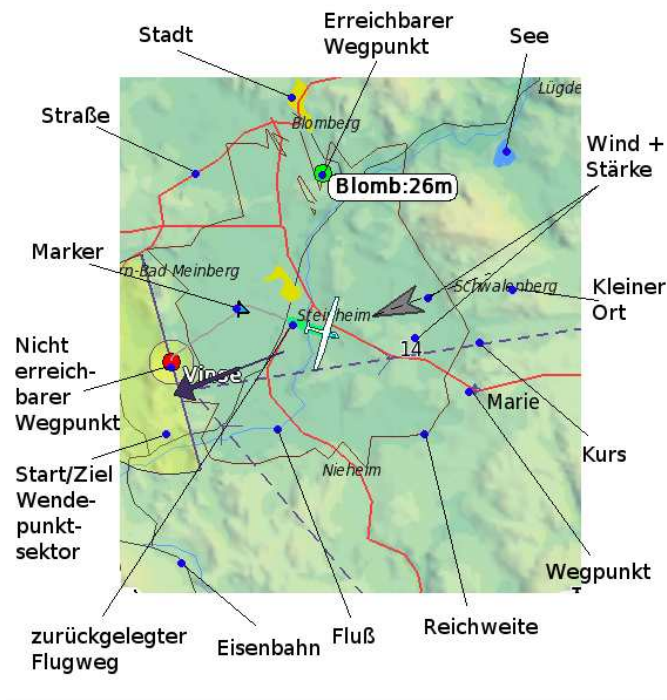 Erreichbarer
Wegpunkt
Stadt
See
Lügde
Straße
Blomberg
Wind +
Stärke
Blomb:26m
Marker
rn-Bad Meinberg
Schwalenberg
Kleiner
Ort
Steinheim
14
Nicht
erreich-
barer
Wegpunkt
Vinse
Marie
Kurs
Start/Ziel
Wende-
punkt-
sektor
Nieheim
Wegpunkt
zurückgelegter
Flugweg
Eisenbahn
Fluß
Reichweite